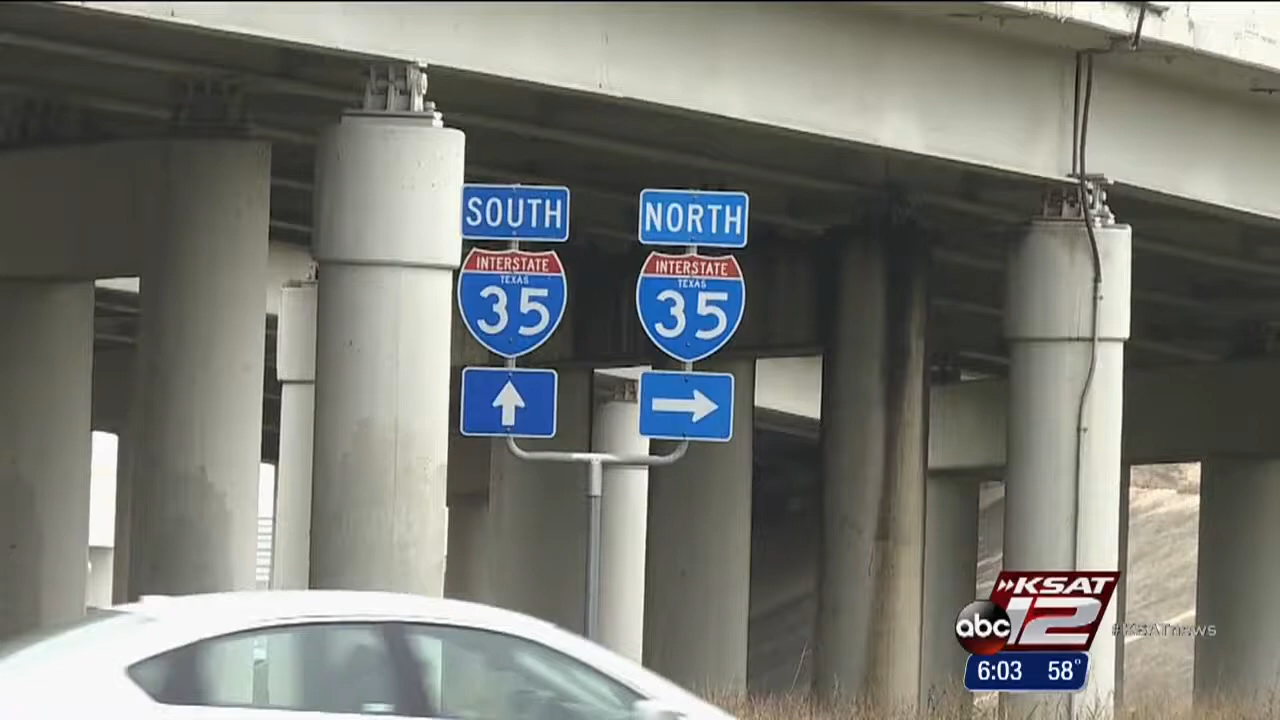 SOUTH
NORTH
INTERSTATE
TEXAS
35
INTERSTATE
TEXAS
35
KSAT
abc
12
#KSATnews
6:03 58°